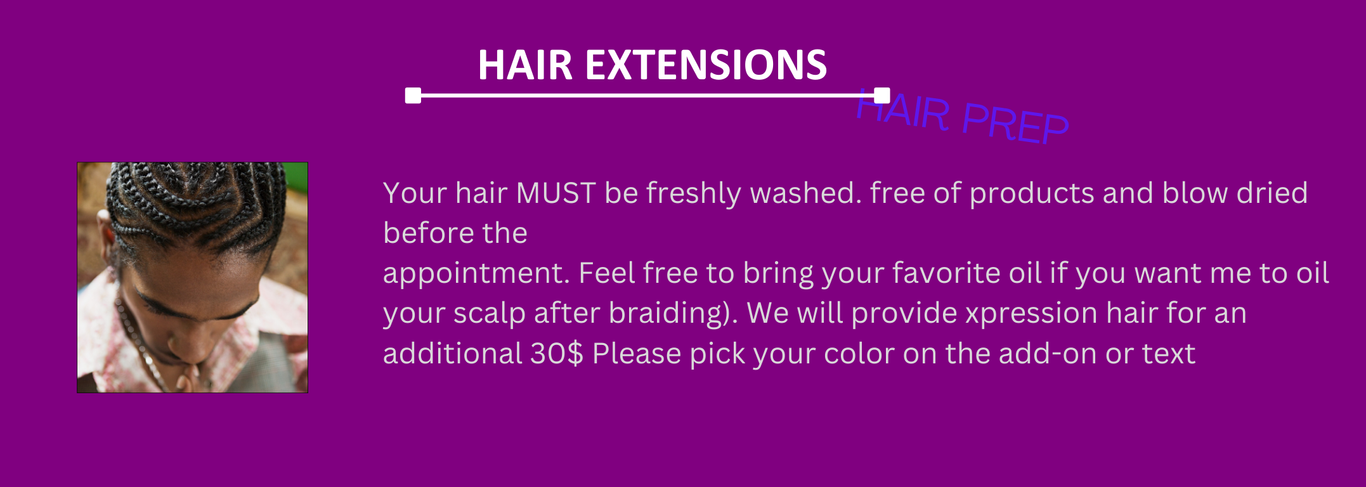 HAIR EXTENSIONS
HAIR PREP
Your hair MUST be freshly washed. free of products and blow dried
before the
appointment. Feel free to bring your favorite oil if you want me to oil
your scalp after braiding). We will provide xpression hair for an
additional 30$ Please pick your color on the add-on or text